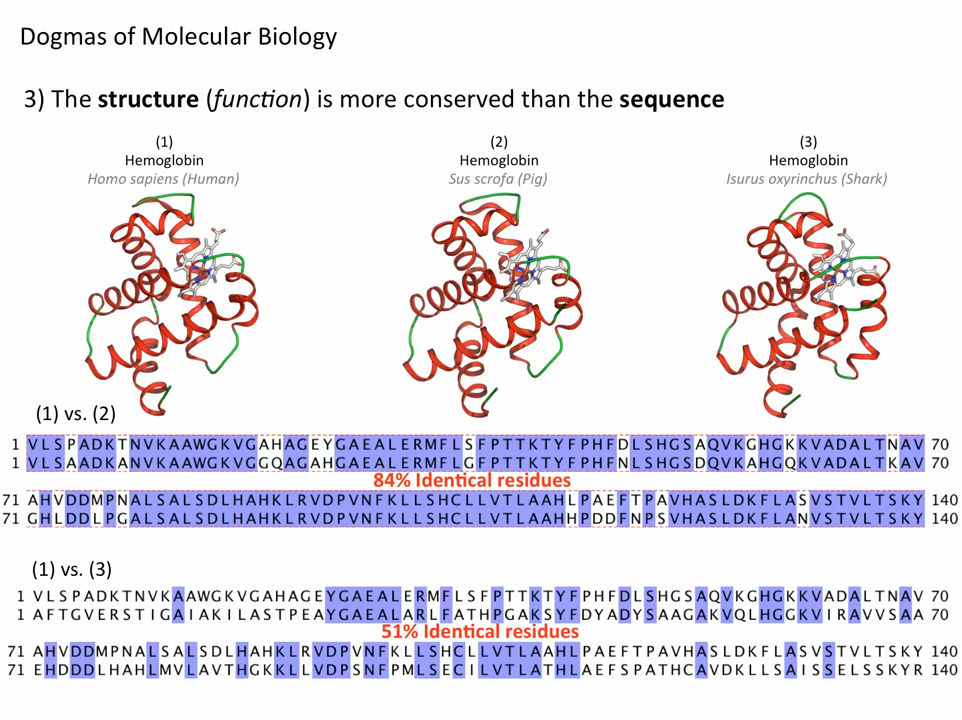 Dogmas of Molecular Biology
3) The structure (function) is more conserved than the sequence
(1)
Hemoglobin
Homo sapiens (Human)
(2)
Hemoglobin
Sus scrofa (Pig)
(3)
Hemoglobin
Isurus oxyrinchus (Shark)
(1) vs. (2)
1 VLSPADKTNVKAAWGKVGAHAGEYGAEALERMFLSFPTTKTYFPHFDLSHGSAQVKGHGKKVADALTNAV 70
1 VLSAADKANVKAAWGKVGGQAGAHGAEALERMFLGFPTTKTYFPHFNLSHGSDQVKAHGQKVADALTKAV 70
84% Identical residues
71 AHVDDMPNALSALSDLHAHKLRVDPVNFKLLSHCLLVTLAAHLPAEFTPAVHASLDKFLASVSTVLTSKY 140
71 GHLDDLPGALSALSDLHAHKLRVDPVNFKLLSHCLLVTLAAHHPDDFNPSVHASLDKFLANVSTVLTSKY 140
(1) vs. (3)
1 VLSPADKTNVKAAWGKVGAHAGEYGAEALERMFLSFPTTKTYFPHFDLSHGSAQVKGHGKKVADALTNAV 70
1 AFTGVERSTIGAIAKILASTPEAYGAEALARLFATHPGAKSYFDYADYSAAGAKVQLHGGKVIRAVVSAA 70
51% Identical residues
71 AHVDDMPNALSALSDLHAHKLRVDPVNFKLLSHCLLVTLAAHLPAEFTPAVHASLDKFLASVSTVLTSKY 140
71 EHDDDLHAHLMVLAVTHGKKLLVDPSNFPMLSECILVTLATHLAEFSPATHCAVDKLLSAISSELSSKYR 140